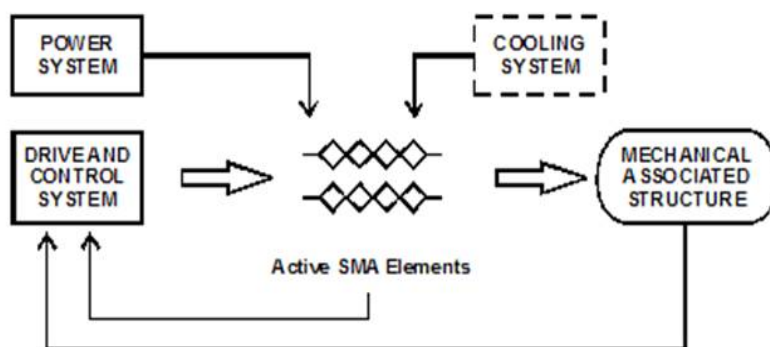 POWER
SYSTEM
COOLING
SYSTEM
DRIVE AND
CONTROL
SYSTEM
MECHANICAL
ASSOCIATED
STRUCTURE
Active SMA Elements